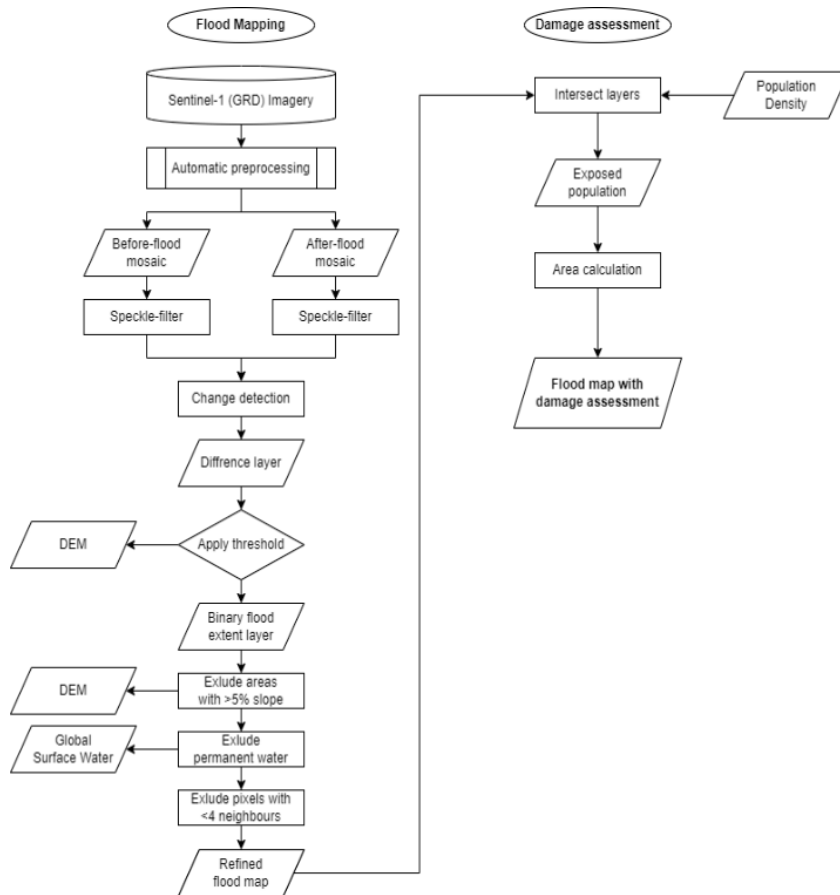 Flood Mapping
Sentinel-1 (GRD) Imagery
Automatic preprocessing
Before-flood
mosaic
After-flood
mosaic
Speckle-filter
Speckle-filter
Change detection
Diffrence layer
DEM
Apply threshold
Binary flood
extent layer
DEM
Exlude areas
with >5% slope
Global
Surface Water
Exlude
permanent water
Exlude pixels with
<4 neighbours
Refined
flood map
Damage assessment
Intersect layers
Population
Density
Exposed
population
Area calculation
Flood map with
damage assessment